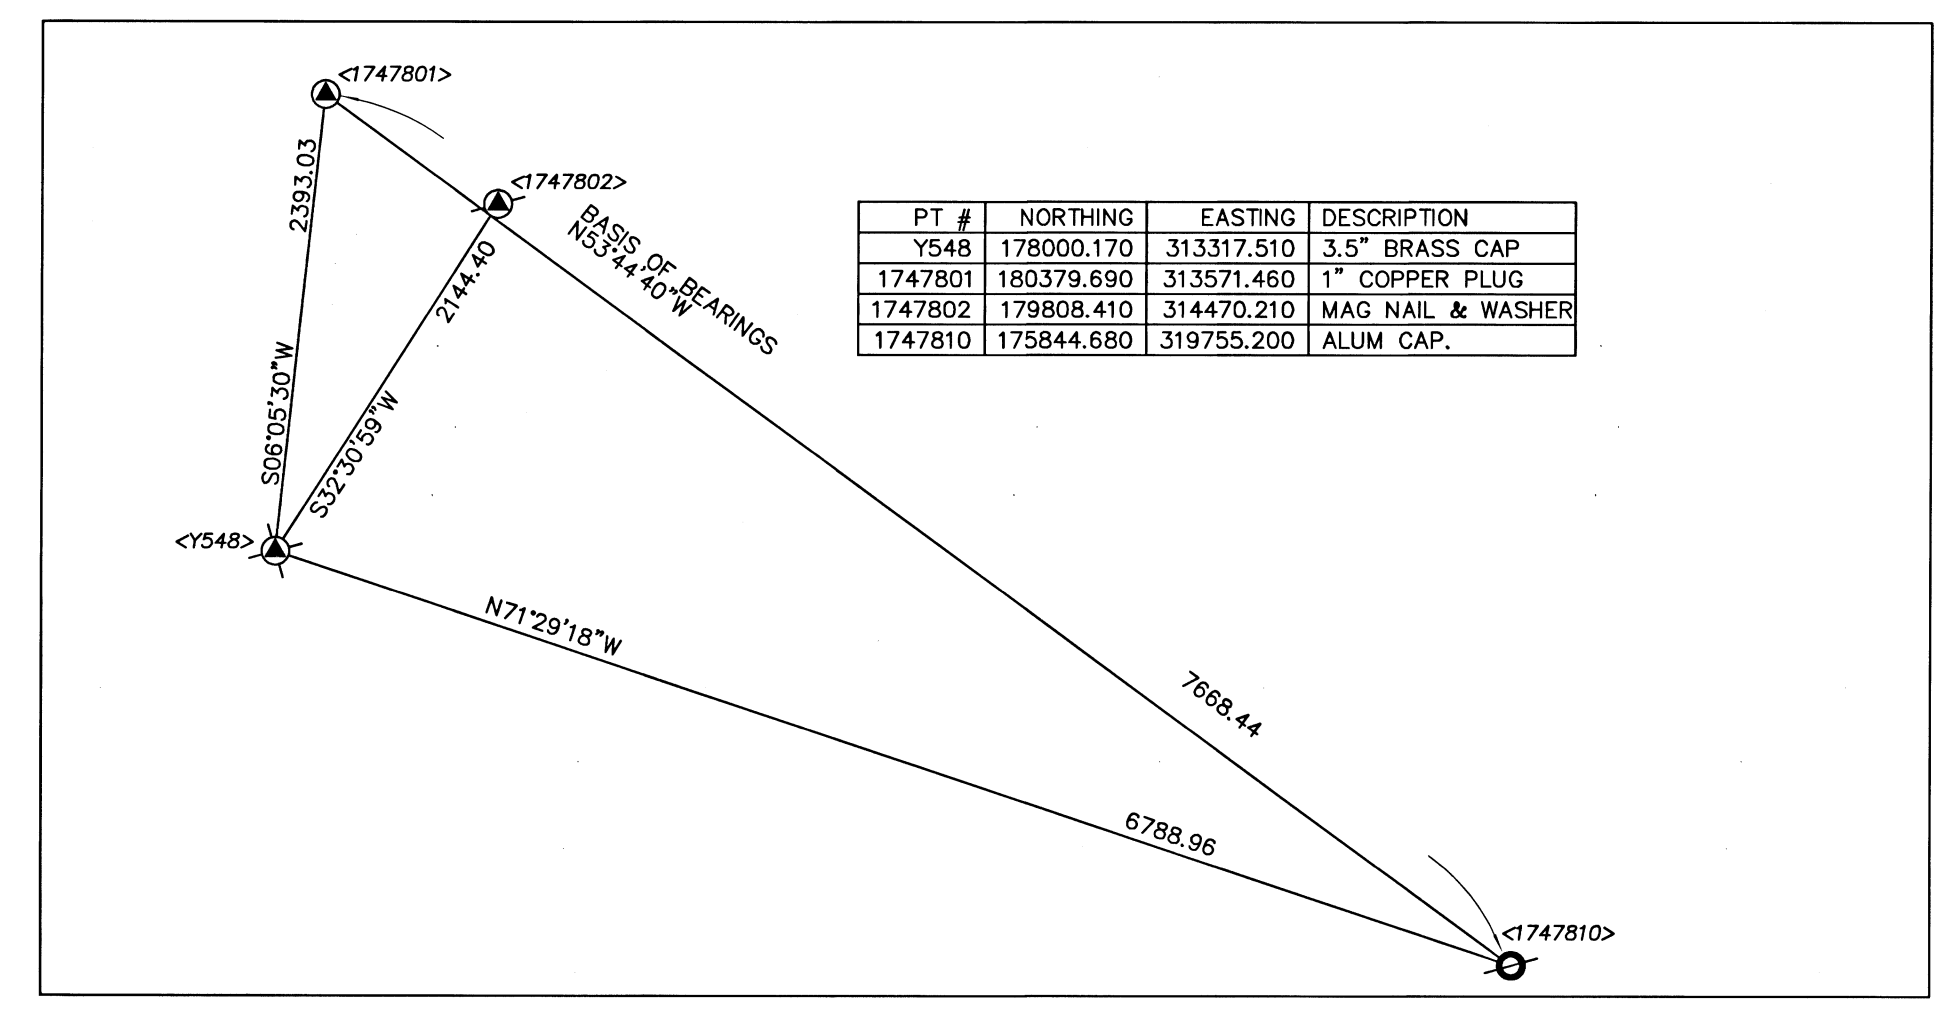 <1747801>
2393.03
<1747802>
BASIS OF BEARINGS
N53°44'40"W
2144.40
PT # NORTHING EASTING DESCRIPTION
Y548 178000.170 313317.510 3.5" BRASS CAP
1747801 180379.690 313571.460 1" COPPER PLUG
1747802 179808.410 314470.210 MAG NAIL & WASHER
1747810 175844.680 319755.200 ALUM CAP.
S06°05'30"W
S32°30'59"W
<Y548>
N71°29'18"W
7668.44
6788.96
<1747810>